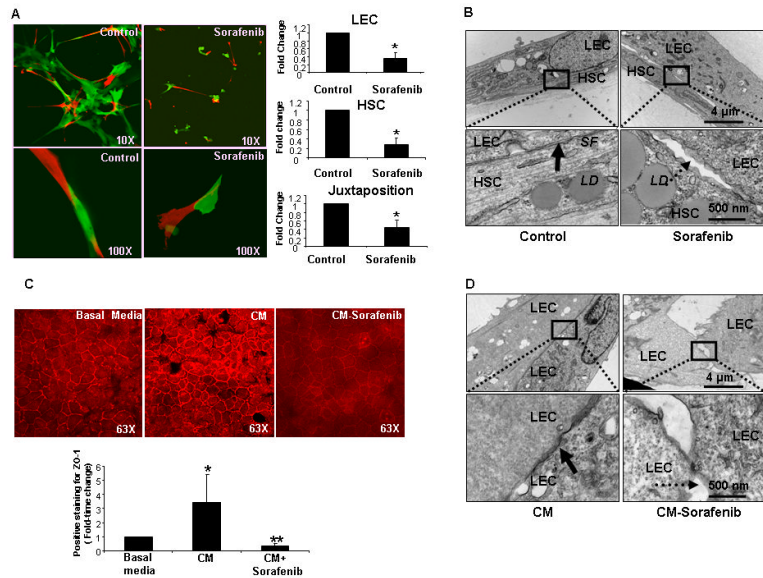 A
Control
10X
Sorafenib
10X
Control
100X
Sorafenib
100X
LEC
Fold Change
1.2
1
0.8
0.6
0.4
0.2
0
*
Control
Sorafenib
HSC
Fold change
1
0.8
0.6
0.4
0.2
0
*
Control
Sorafenib
Juxtaposition
Fold Change
1
0.8
0.6
0.4
0.2
*
Control
Sorafenib
B
LEC
HSC
LEC
HSC
4 µm
LEC
SF
HSC
LD
LEC
LD
HSC
500 nm
Control
Sorafenib
C
Basal Media
63X
CM
63X
CM-Sorafenib
63X
Positive staining for ZO-1
( Fold-time change)
6
5
4
3
2
1
0
*
**
Basal
media
CM
CM+
Sorafenib
D
LEC
LEC
LEC
LEC
4 µm
LEC
LEC
LEC
LEC
500 nm
CM
CM-Sorafenib